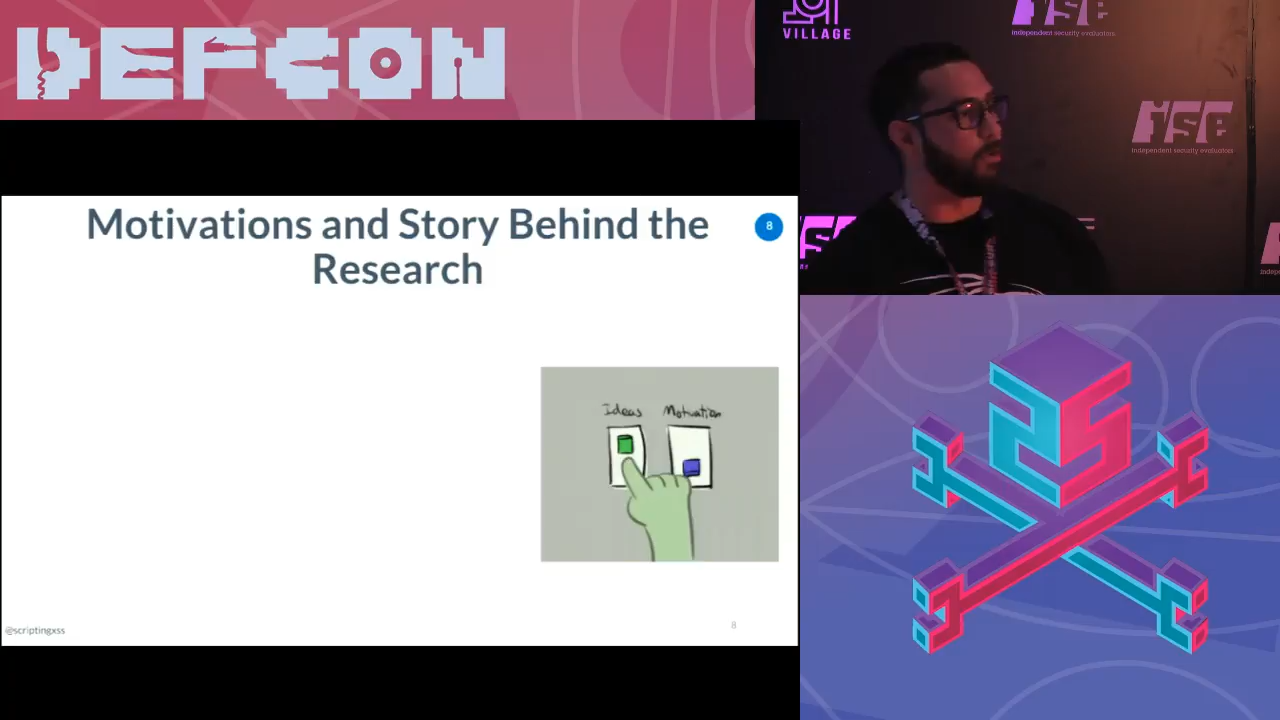 DEFCON
VILLAGE
independent security evaluators
iSE
independent security evaluators
Motivations and Story Behind the
Research
8
Ideas Motivation
@scriptingxss
8